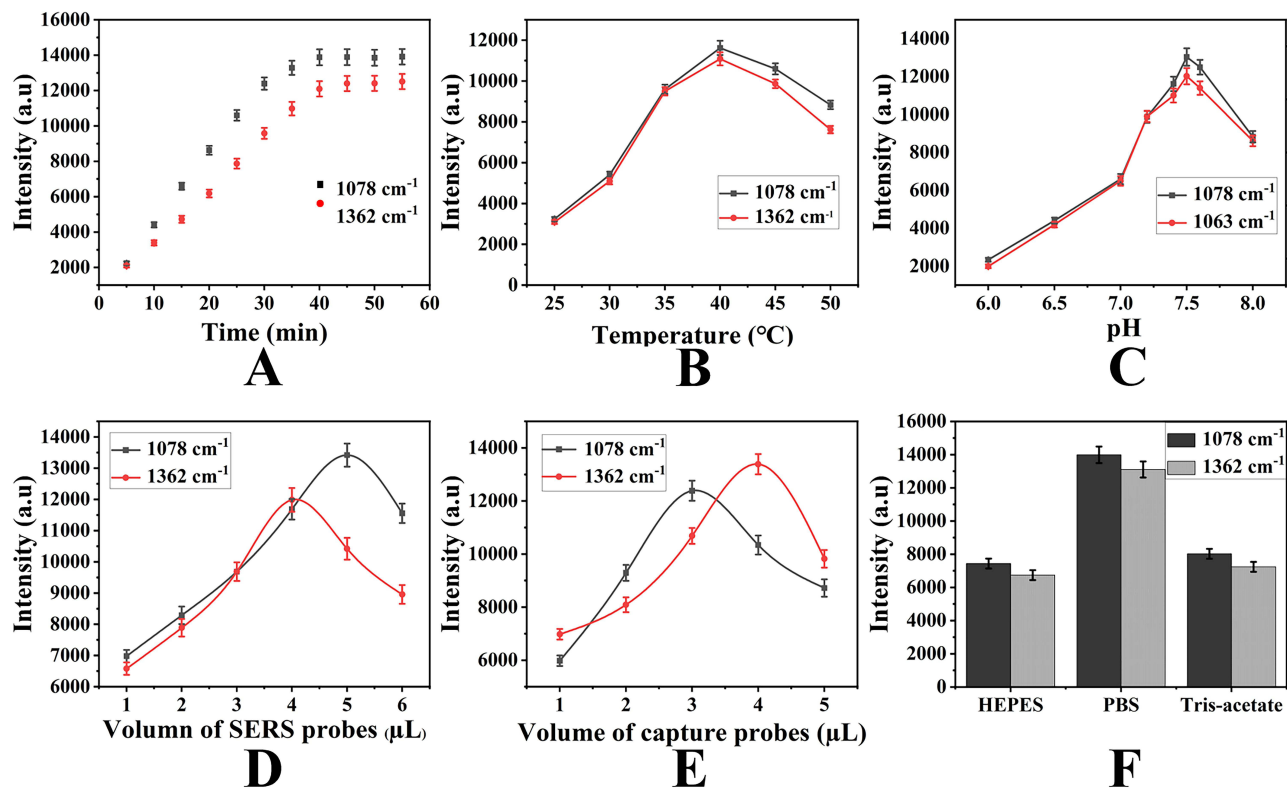 16000
14000
12000
10000
8000
6000
4000
2000
0
10
20
30
40
50
60
Intensity (a.u)
Time (min)
1078 cm⁻¹
1362 cm⁻¹
A
12000
10000
8000
6000
4000
2000
0
25
30
35
40
45
50
Intensity (a.u)
Temperature (°C)
1078 cm⁻¹
1362 cm⁻¹
B
14000
12000
10000
8000
6000
4000
2000
6.0
6.5
7.0
7.5
8.0
Intensity (a.u)
pH
1078 cm⁻¹
1063 cm⁻¹
C
14000
13000
12000
11000
10000
9000
8000
7000
6000
1
2
3
4
5
6
Intensity (a.u)
Volumn of SERS probes (μL)
1078 cm⁻¹
1362 cm⁻¹
D
14000
12000
10000
8000
6000
1
2
3
4
5
Intensity (a.u)
Volume of capture probes (μL)
1078 cm⁻¹
1362 cm⁻¹
E
16000
14000
12000
10000
8000
6000
4000
2000
0
HEPES
PBS
Tris-acetate
Intensity (a.u)
1078 cm⁻¹
1362 cm⁻¹
F